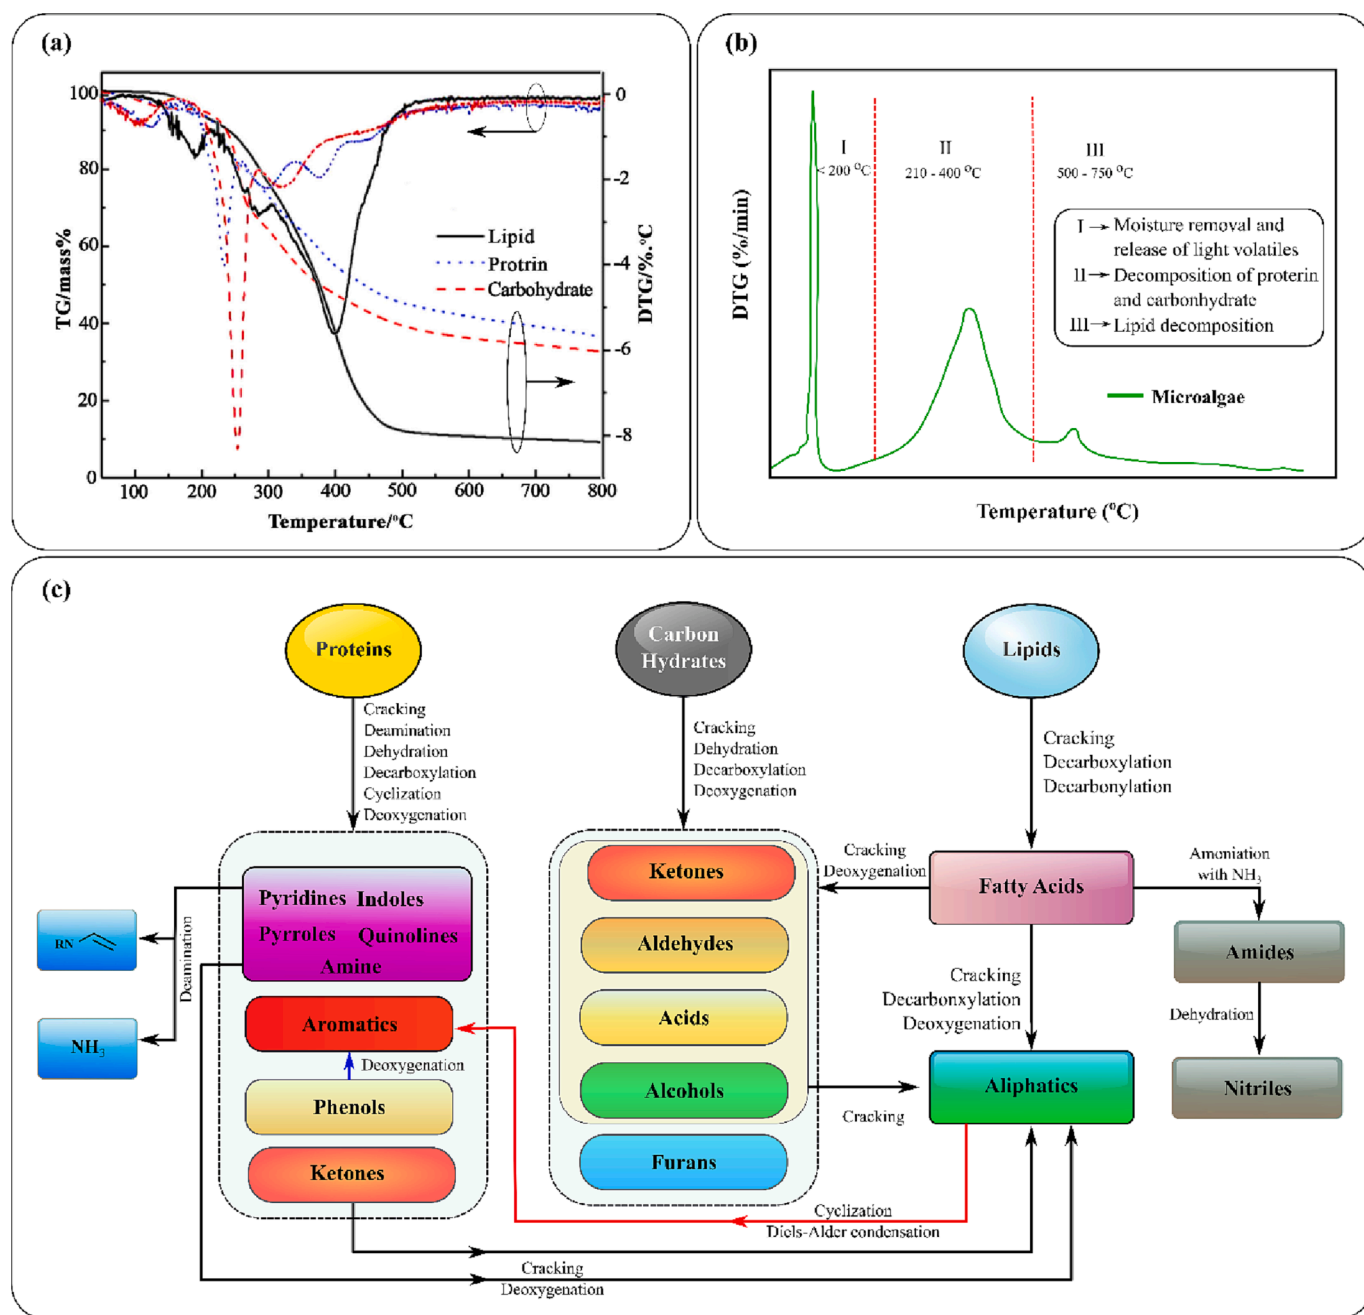 (a)
100
80
60
40
20
0
TG/mass%
0
-2
-4
-6
-8
DTG/%.°C
Lipid
Protrin
Carbohydrate
100 200 300 400 500 600 700 800
Temperature/°C
(b)
I
< 200 °C
II
210 - 400 °C
III
500 - 750 °C
I → Moisture removal and
release of light volatiles
II → Decomposition of proterin
and carbonhydrate
III → Lipid decomposition
Microalgae
DTG (%/min)
Temperature (°C)
(c)
Proteins
Carbon
Hydrates
Lipids
Cracking
Deamination
Dehydration
Decarboxylation
Cyclization
Deoxygenation
Cracking
Dehydration
Decarboxylation
Deoxygenation
Cracking
Decarboxylation
Decarbonylation
Pyridines Indoles
Pyrroles Quinolines
Amine
Aromatics
Deoxygenation
Phenols
Ketones
RN
NH₃
Deamination
Ketones
Aldehydes
Acids
Alcohols
Furans
Cracking
Deoxygenation
Fatty Acids
Amoniation
with NH₃
Amides
Dehydration
Nitriles
Cracking
Decarbonxylation
Deoxygenation
Aliphatics
Cracking
Cyclization
Diels-Alder condensation
Cracking
Deoxygenation